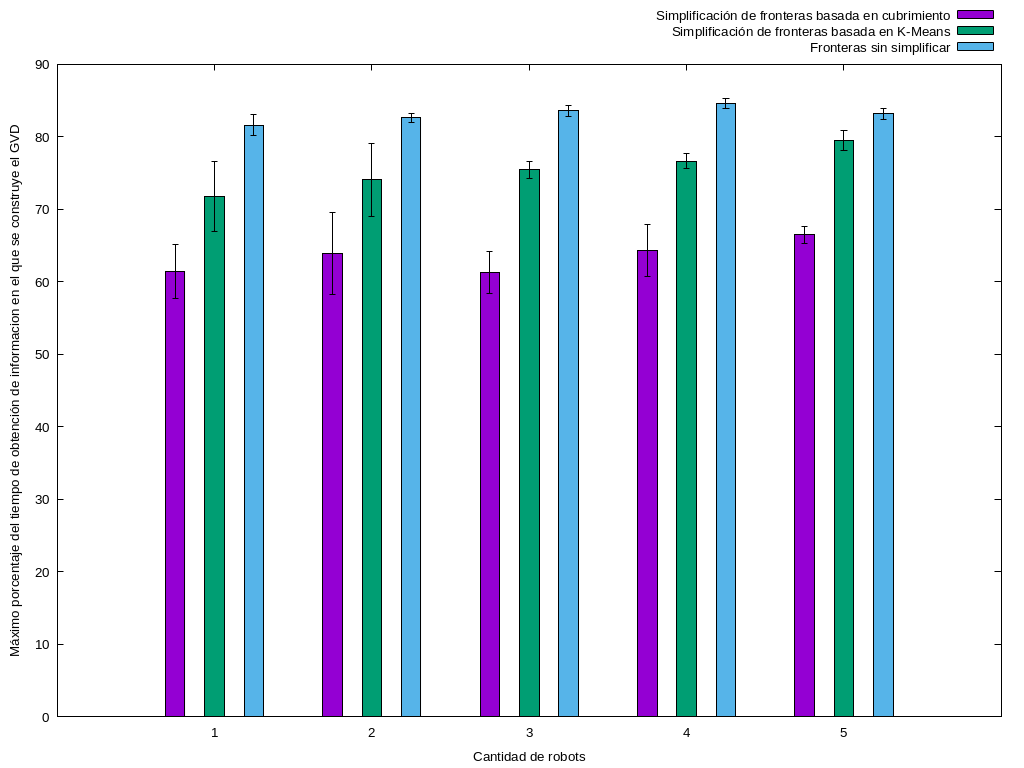 Simplificación de fronteras basada en cubrimiento
Simplificación de fronteras basada en K-Means
Fronteras sin simplificar
Máximo porcentaje del tiempo de obtención de informacion en el que se construye el GVD
90
80
70
60
50
40
30
20
10
0
1 2 3 4 5
Cantidad de robots